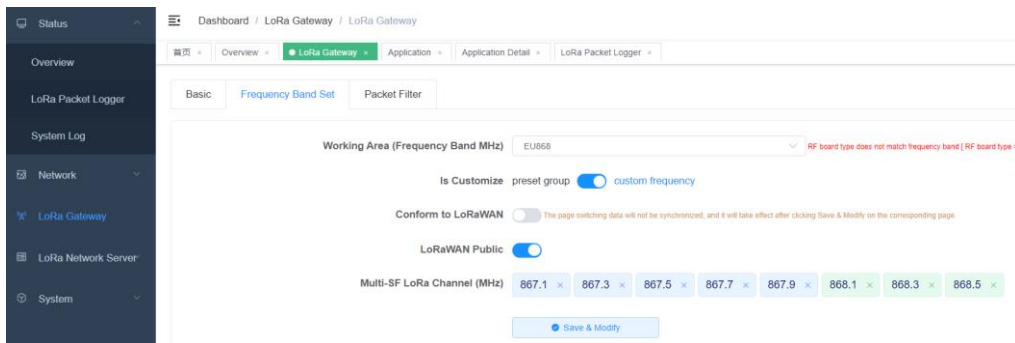 Status
Overview
LoRa Packet Logger
System Log
Network
LoRa Gateway
LoRa Network Server
System
Dashboard / LoRa Gateway / LoRa Gateway
首页 × Overview × LoRa Gateway × Application × Application Detail × LoRa Packet Logger ×
Basic Frequency Band Set Packet Filter
Working Area (Frequency Band MHz) EU868 RF board type does not match frequency band [ RF board type
Is Customize preset group custom frequency
Conform to LoRaWAN The page switching data will not be synchronized, and it will take effect after clicking Save & Modify on the corresponding page
LoRaWAN Public
Multi-SF LoRa Channel (MHz) 867.1 × 867.3 × 867.5 × 867.7 × 867.9 × 868.1 × 868.3 × 868.5 ×
Save & Modify